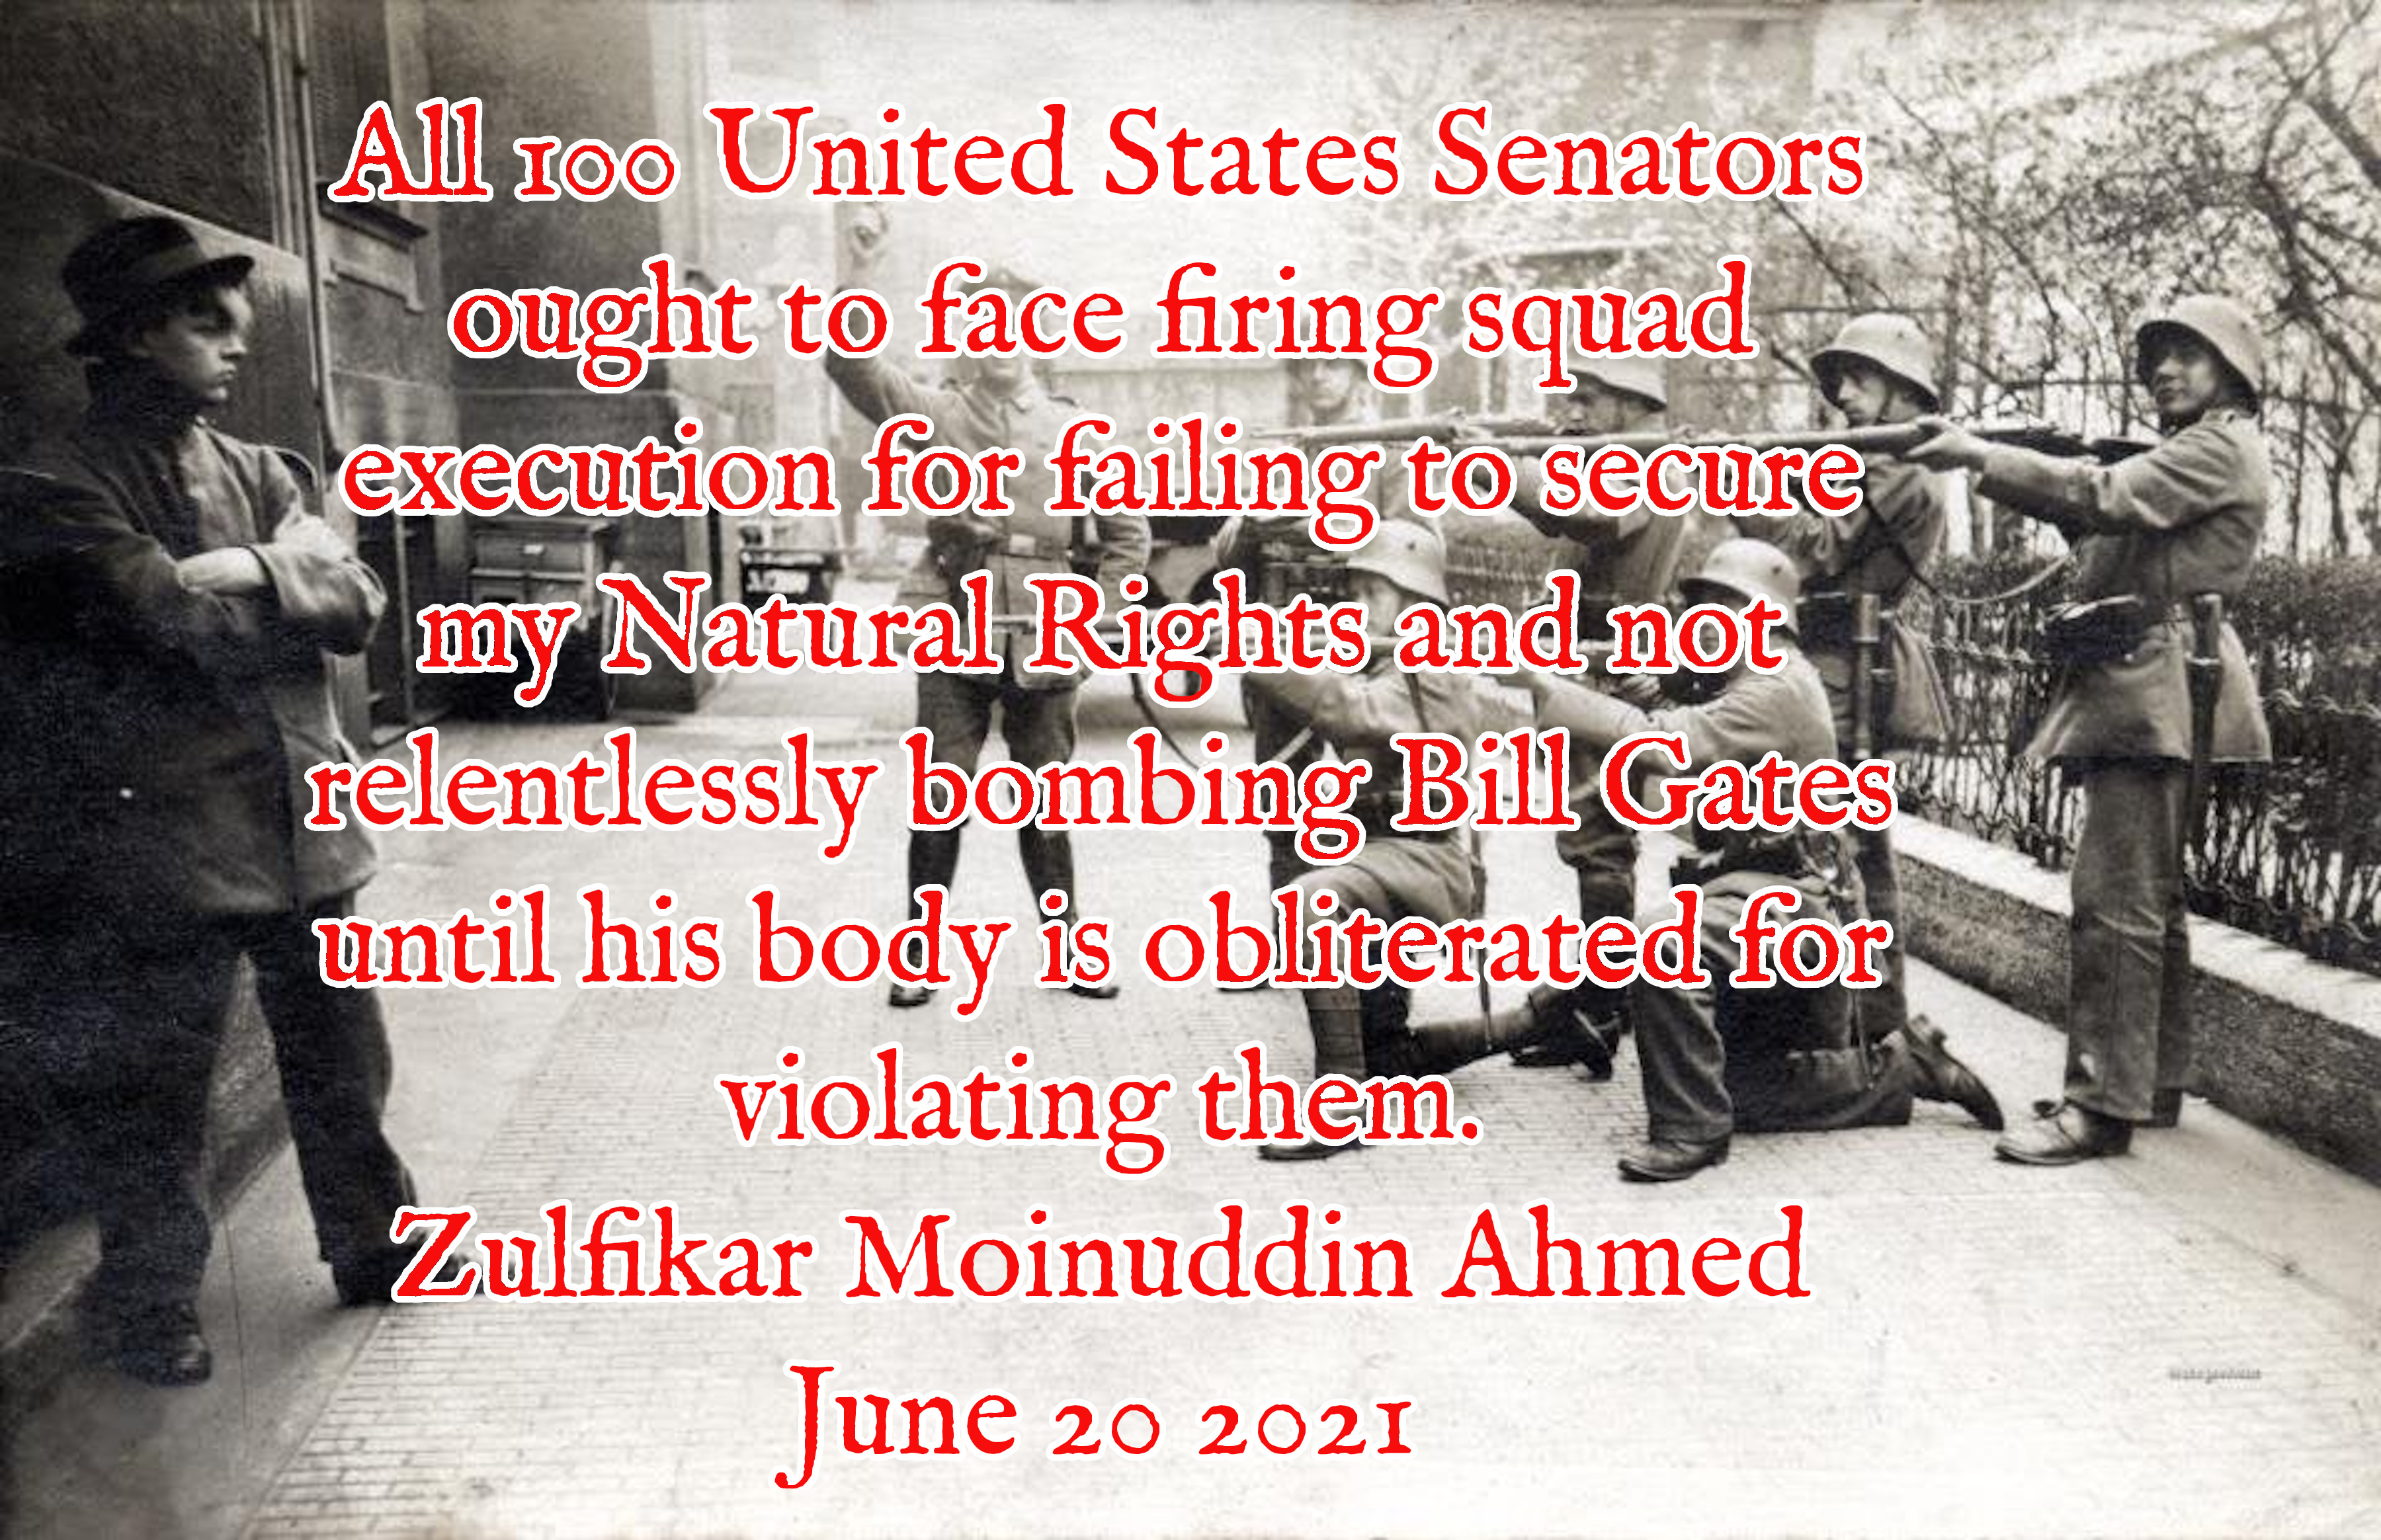 All 100 United States Senators
ought to face firing squad
execution for failing to secure
my Natural Rights and not
relentlessly bombing Bill Gates
until his body is obliterated for
violating them.
Zulfikar Moinuddin Ahmed
June 20 2021